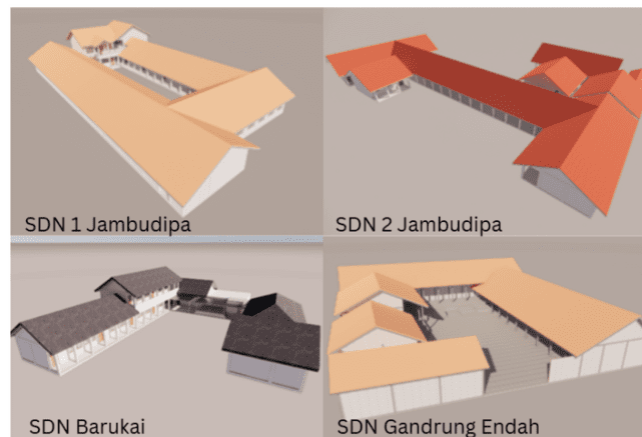 SDN 1 Jambudipa
SDN 2 Jambudipa
SDN Barukai
SDN Gandrung Endah